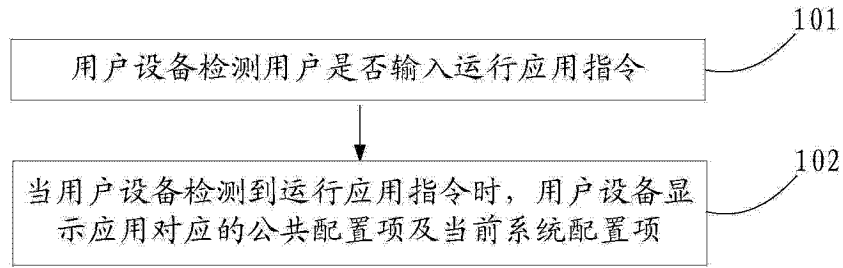 101
用户设备检测用户是否输入运行应用指令
102
当用户设备检测到运行应用指令时，用户设备显
示应用对应的公共配置项及当前系统配置项